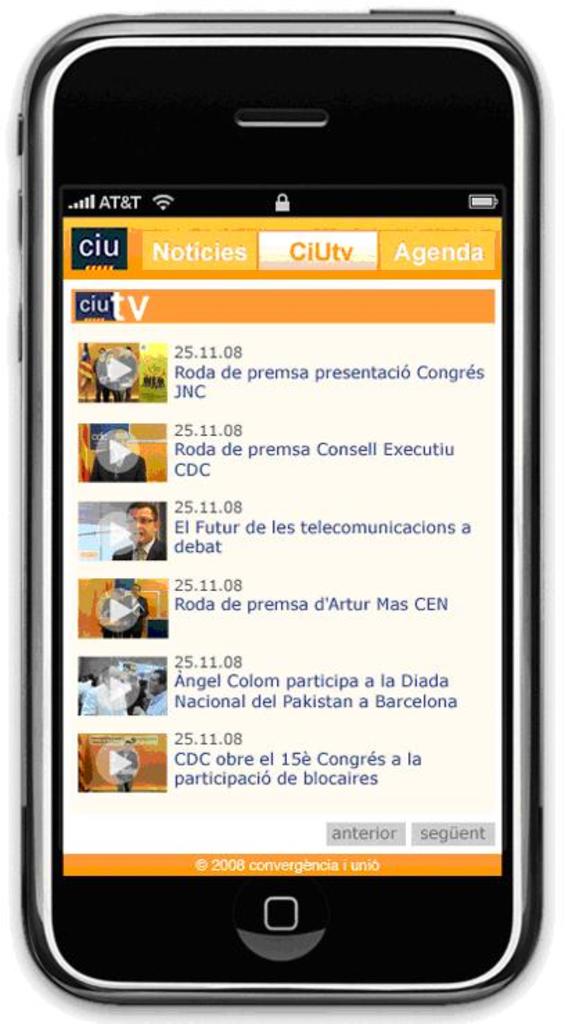 AT&T
ciu Notícies CiUtv Agenda
ciu tv
25.11.08
Roda de premsa presentació Congrés
JNC
25.11.08
Roda de premsa Consell Executiu
CDC
25.11.08
El Futur de les telecomunicacions a
debat
25.11.08
Roda de premsa d'Artur Mas CEN
25.11.08
Àngel Colom participa a la Diada
Nacional del Pakistan a Barcelona
25.11.08
CDC obre el 15è Congrés a la
participació de blocaires
anterior següent
© 2008 convergència i unió